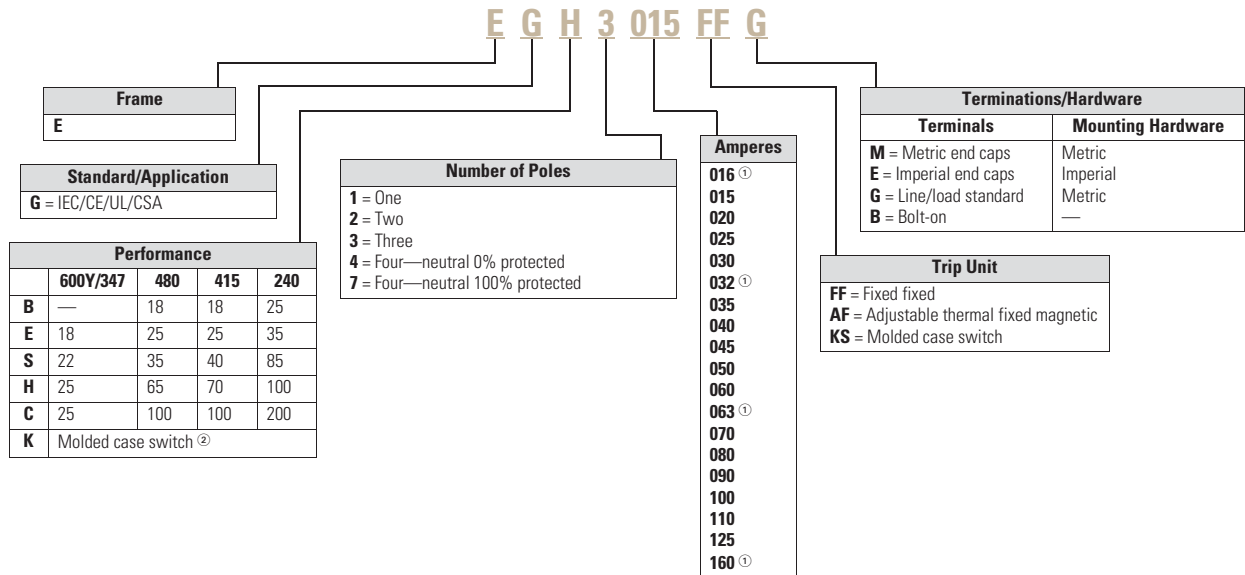 E G H 3 015 FF G
Frame
E
Standard/Application
G = IEC/CE/UL/CSA
Performance
600Y/347 480 415 240
B — 18 18 25
E 18 25 25 35
S 22 35 40 85
H 25 65 70 100
C 25 100 100 200
K Molded case switch ②
Number of Poles
1 = One
2 = Two
3 = Three
4 = Four—neutral 0% protected
7 = Four—neutral 100% protected
Amperes
016 ①
015
020
025
030
032 ①
035
040
045
050
060
063 ①
070
080
090
100
110
125
160 ①
Trip Unit
FF = Fixed fixed
AF = Adjustable thermal fixed magnetic
KS = Molded case switch
Terminations/Hardware
Terminals Mounting Hardware
M = Metric end caps Metric
E = Imperial end caps Imperial
G = Line/load standard Metric
B = Bolt-on —